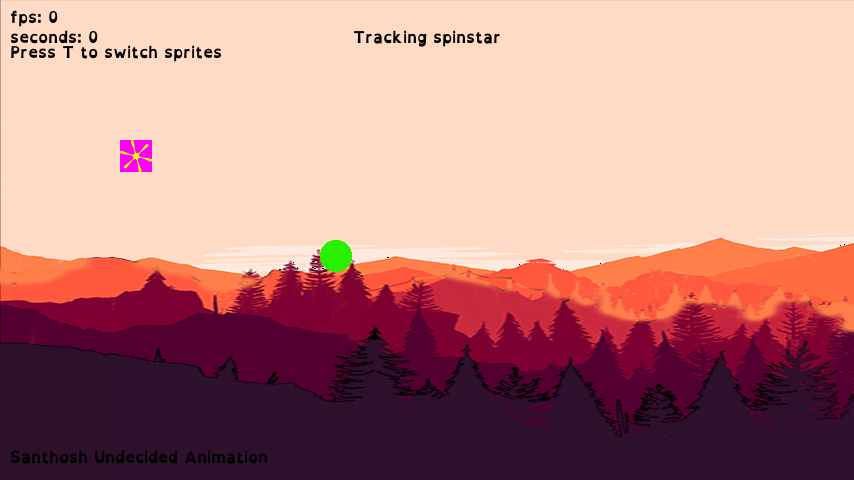 fps: 0
seconds: 0
Tracking spinstar
Press T to switch sprites
Santhosh Undecided Animation